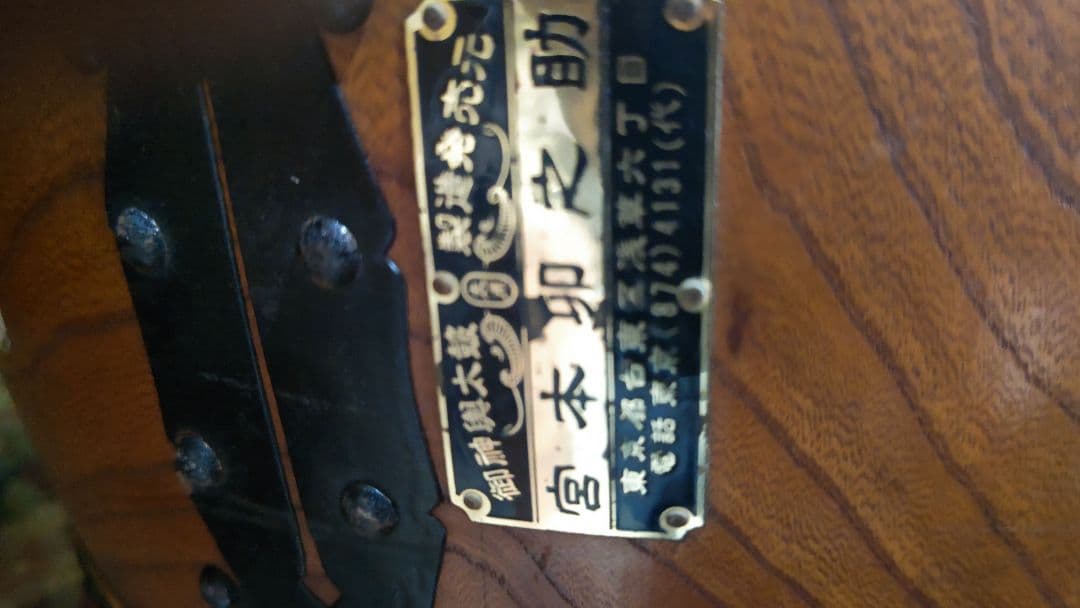 御神輿太鼓 製造発売元
宮本卯之助
東京都台東区浅草六丁目
電話東京(874)4131(代)